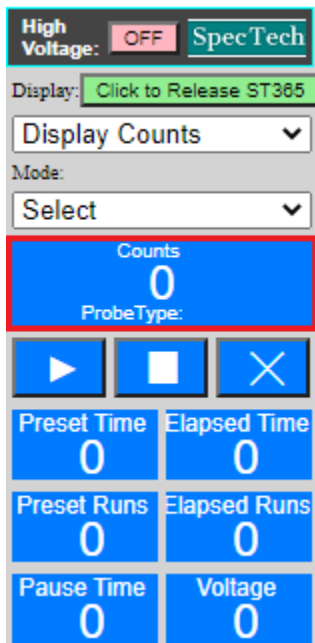 High Voltage: OFF SpecTech
Display: Click to Release ST365
Display Counts
Mode:
Select
Counts
0
ProbeType:
Preset Time Elapsed Time
0 0
Preset Runs Elapsed Runs
0 0
Pause Time Voltage
0 0